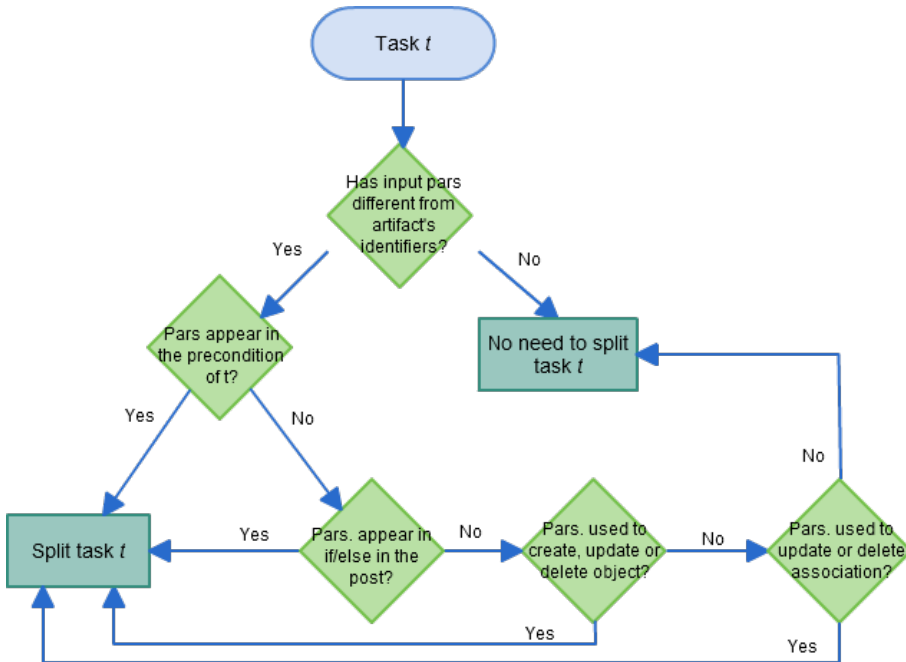 Task t
Has input pars
different from
artifact's
identifiers?
Yes
No
Pars appear in
the precondition
of t?
No need to split
task t
Yes
No
No
Split task t
Yes
Pars. appear in
if/else in the
post?
No
Pars. used to
create, update or
delete object?
No
Pars. used to
update or delete
association?
Yes
Yes